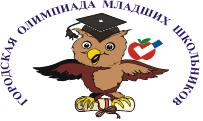 ГОРОДСКАЯ ОЛИМПИАДА МЛАДШИХ ШКОЛЬНИКОВ